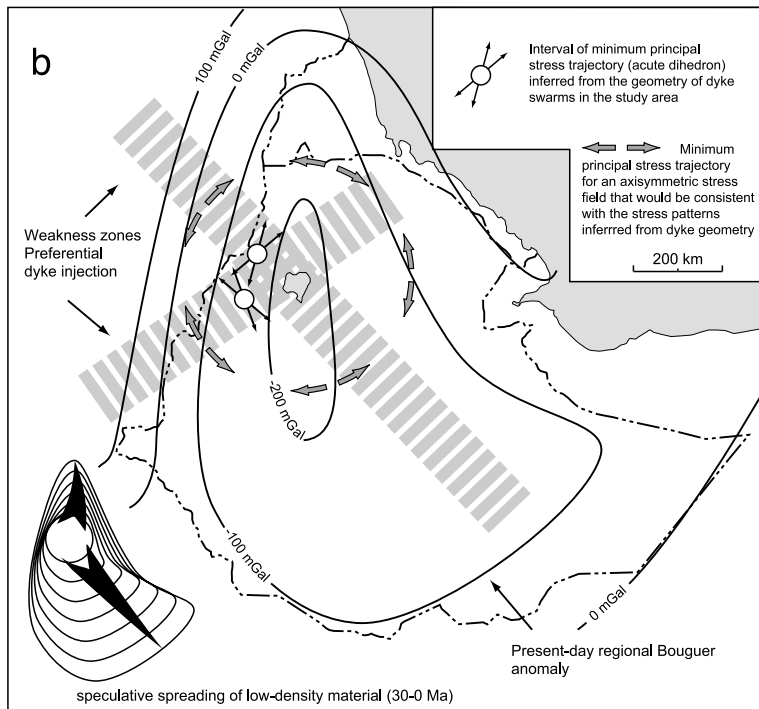 b
100 mGal
0 mGal
Interval of minimum principal
stress trajectory (acute dihedron)
inferred from the geometry of dyke
swarms in the study area
Minimum
principal stress trajectory
for an axisymmetric stress
field that would be consistent
with the stress patterns
inferrred from dyke geometry
200 km
Weakness zones
Preferential
dyke injection
-200 mGal
-100 mGal
0 mGal
Present-day regional Bouguer
anomaly
speculative spreading of low-density material (30-0 Ma)